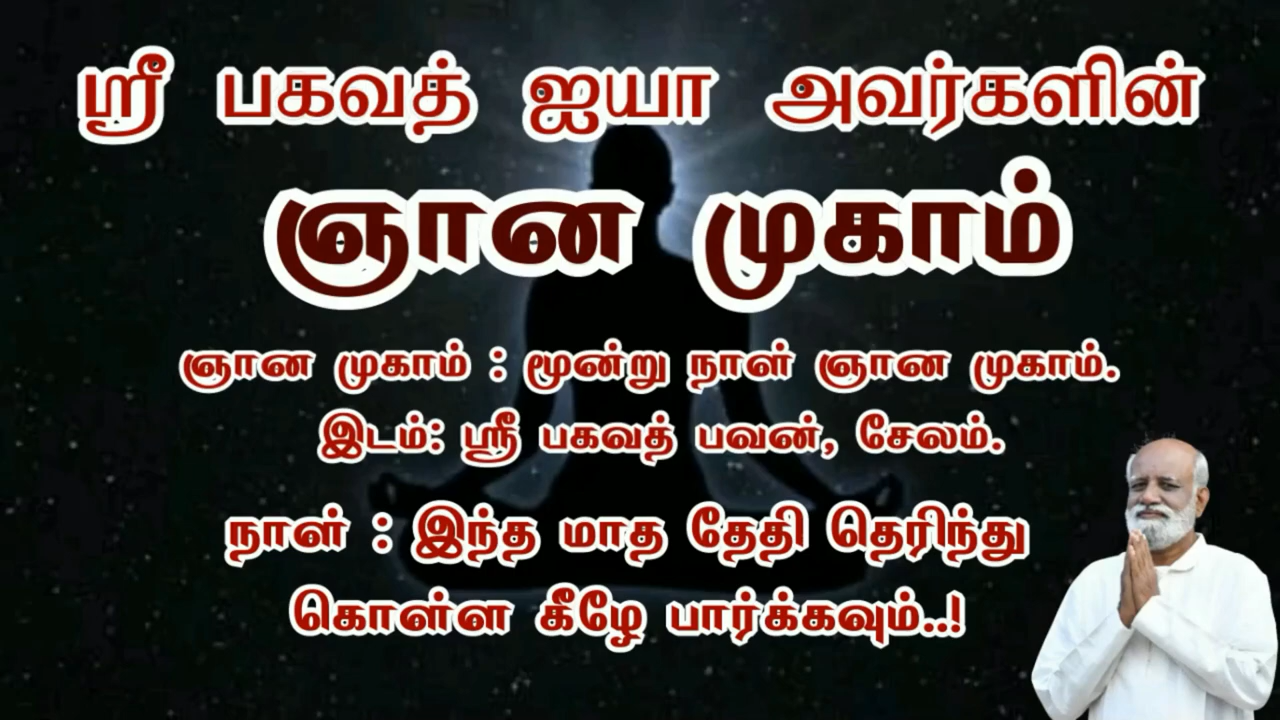 ஸ்ரீ பகவத் ஐயா அவர்களின்
ஞான முகாம்
ஞான முகாம் : மூன்று நாள் ஞான முகாம்.
இடம்: ஸ்ரீ பகவத் பவன், சேலம்.
நாள் : இந்த மாத தேதி தெரிந்து
கொள்ள கீழே பார்க்கவும்..!